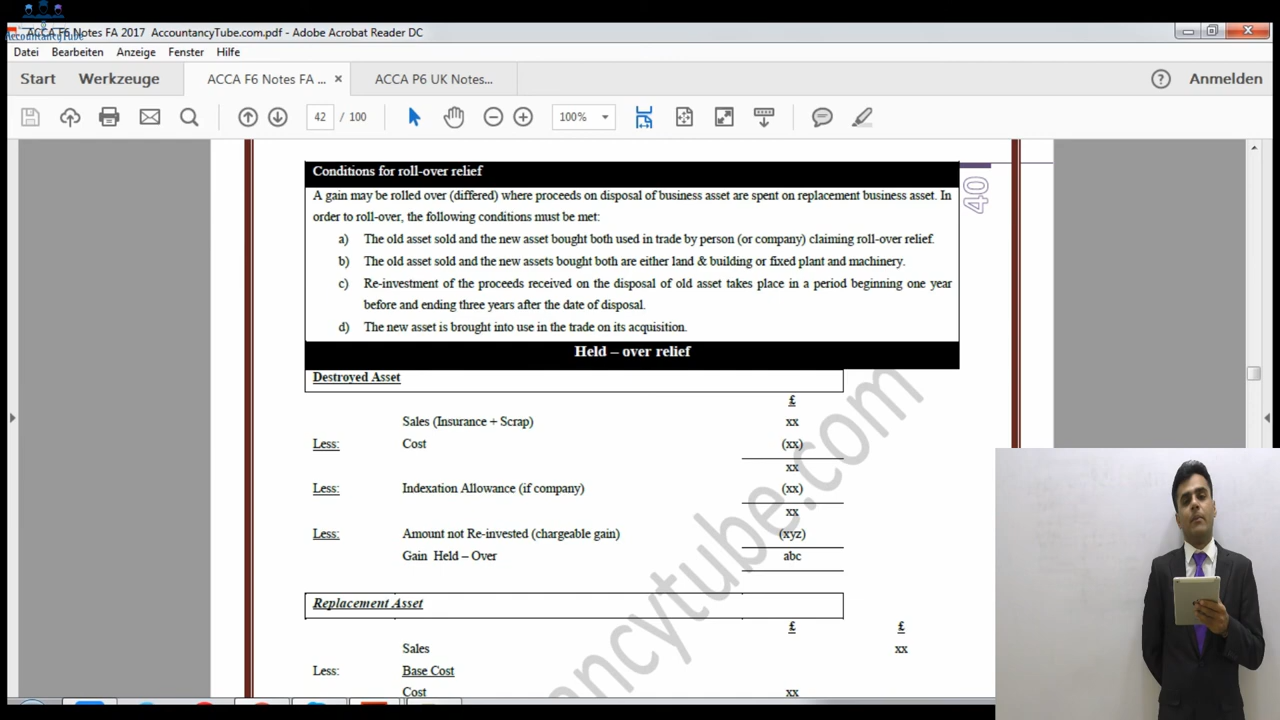 ACCA F6 Notes FA 2017 AccountancyTube.com.pdf - Adobe Acrobat Reader DC
AccountancyTube
Datei Bearbeiten Anzeige Fenster Hilfe
Start Werkzeuge ACCA F6 Notes FA ... × ACCA P6 UK Notes... Anmelden
42 / 100 100%
40
Conditions for roll-over relief
A gain may be rolled over (differed) where proceeds on disposal of business asset are spent on replacement business asset. In
order to roll-over, the following conditions must be met:
a) The old asset sold and the new asset bought both used in trade by person (or company) claiming roll-over relief.
b) The old asset sold and the new assets bought both are either land & building or fixed plant and machinery.
c) Re-investment of the proceeds received on the disposal of old asset takes place in a period beginning one year
before and ending three years after the date of disposal.
d) The new asset is brought into use in the trade on its acquisition.
Held – over relief
Destroyed Asset
£
Sales (Insurance + Scrap) xx
Less: Cost (xx)
xx
Less: Indexation Allowance (if company) (xx)
xx
Less: Amount not Re-invested (chargeable gain) (xyz)
Gain Held – Over abc
Replacement Asset
£ £
Sales xx
Less: Base Cost
Cost xx
ancytube.com